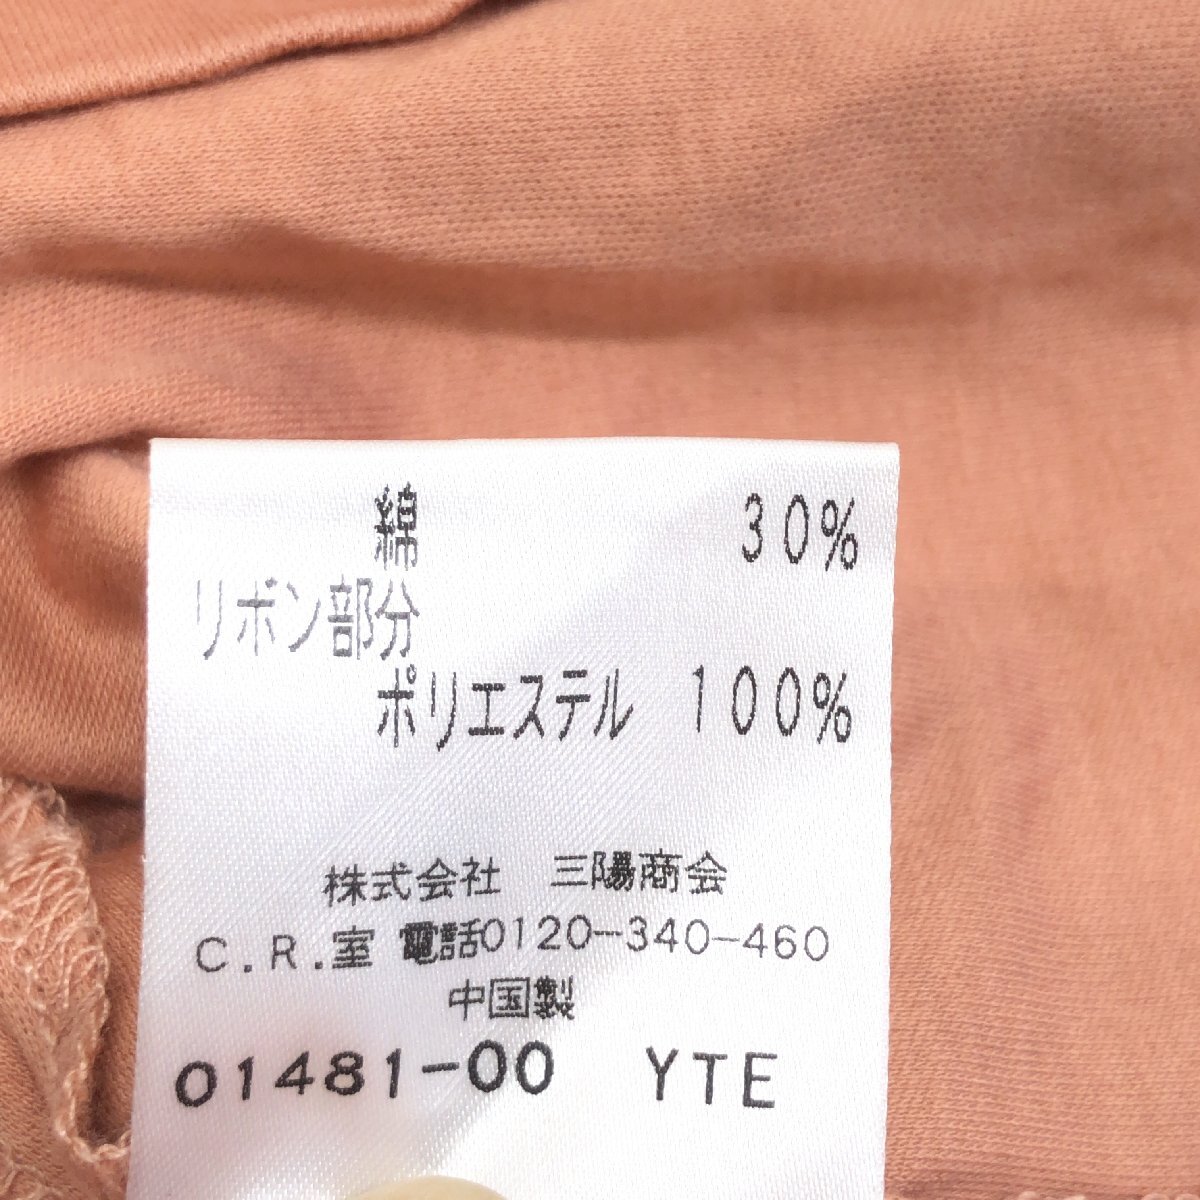 綿 30%
リボン部分
ポリエステル 100%
株式会社 三陽商会
C.R.室 電話0120-340-460
中国製
01481-00 YTE